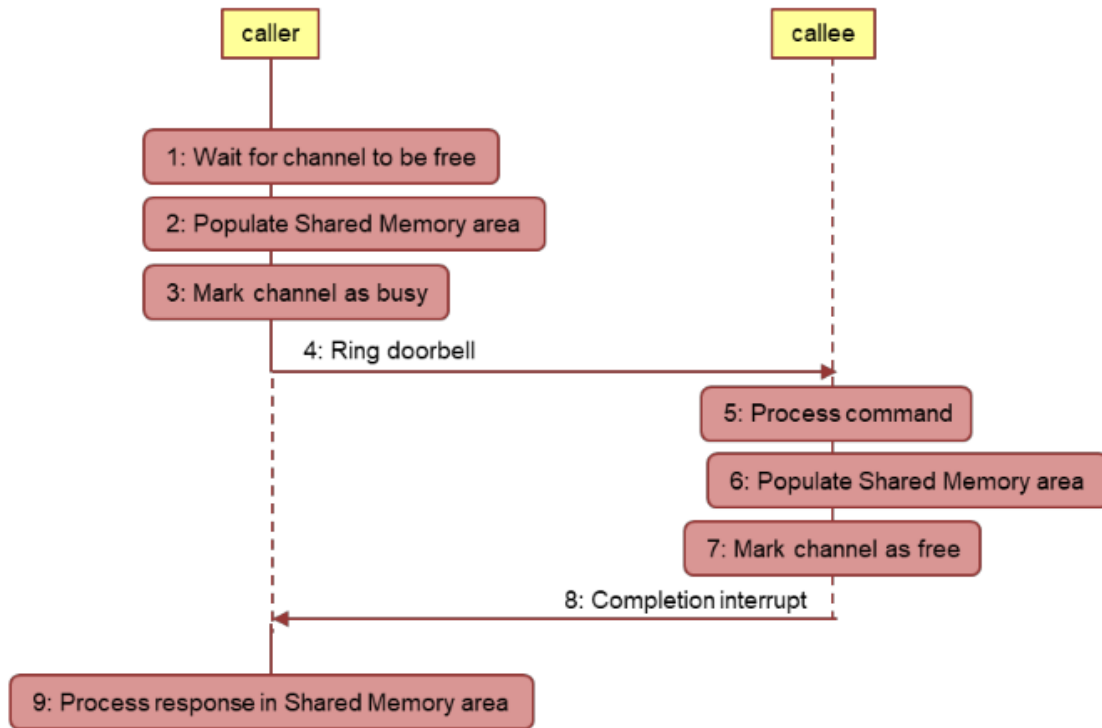 caller
callee
1: Wait for channel to be free
2: Populate Shared Memory area
3: Mark channel as busy
4: Ring doorbell
5: Process command
6: Populate Shared Memory area
7: Mark channel as free
8: Completion interrupt
9: Process response in Shared Memory area